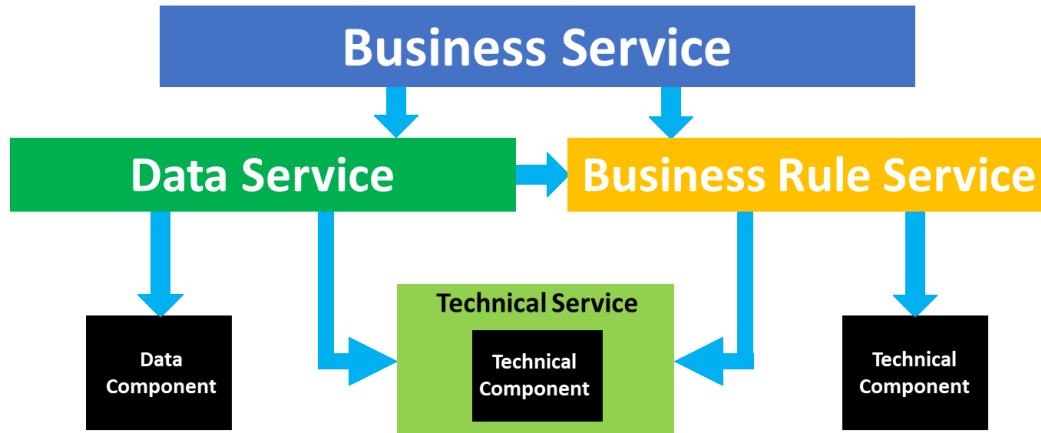 Business Service
Data Service
Business Rule Service
Technical Service
Data
Component
Technical
Component
Technical
Component